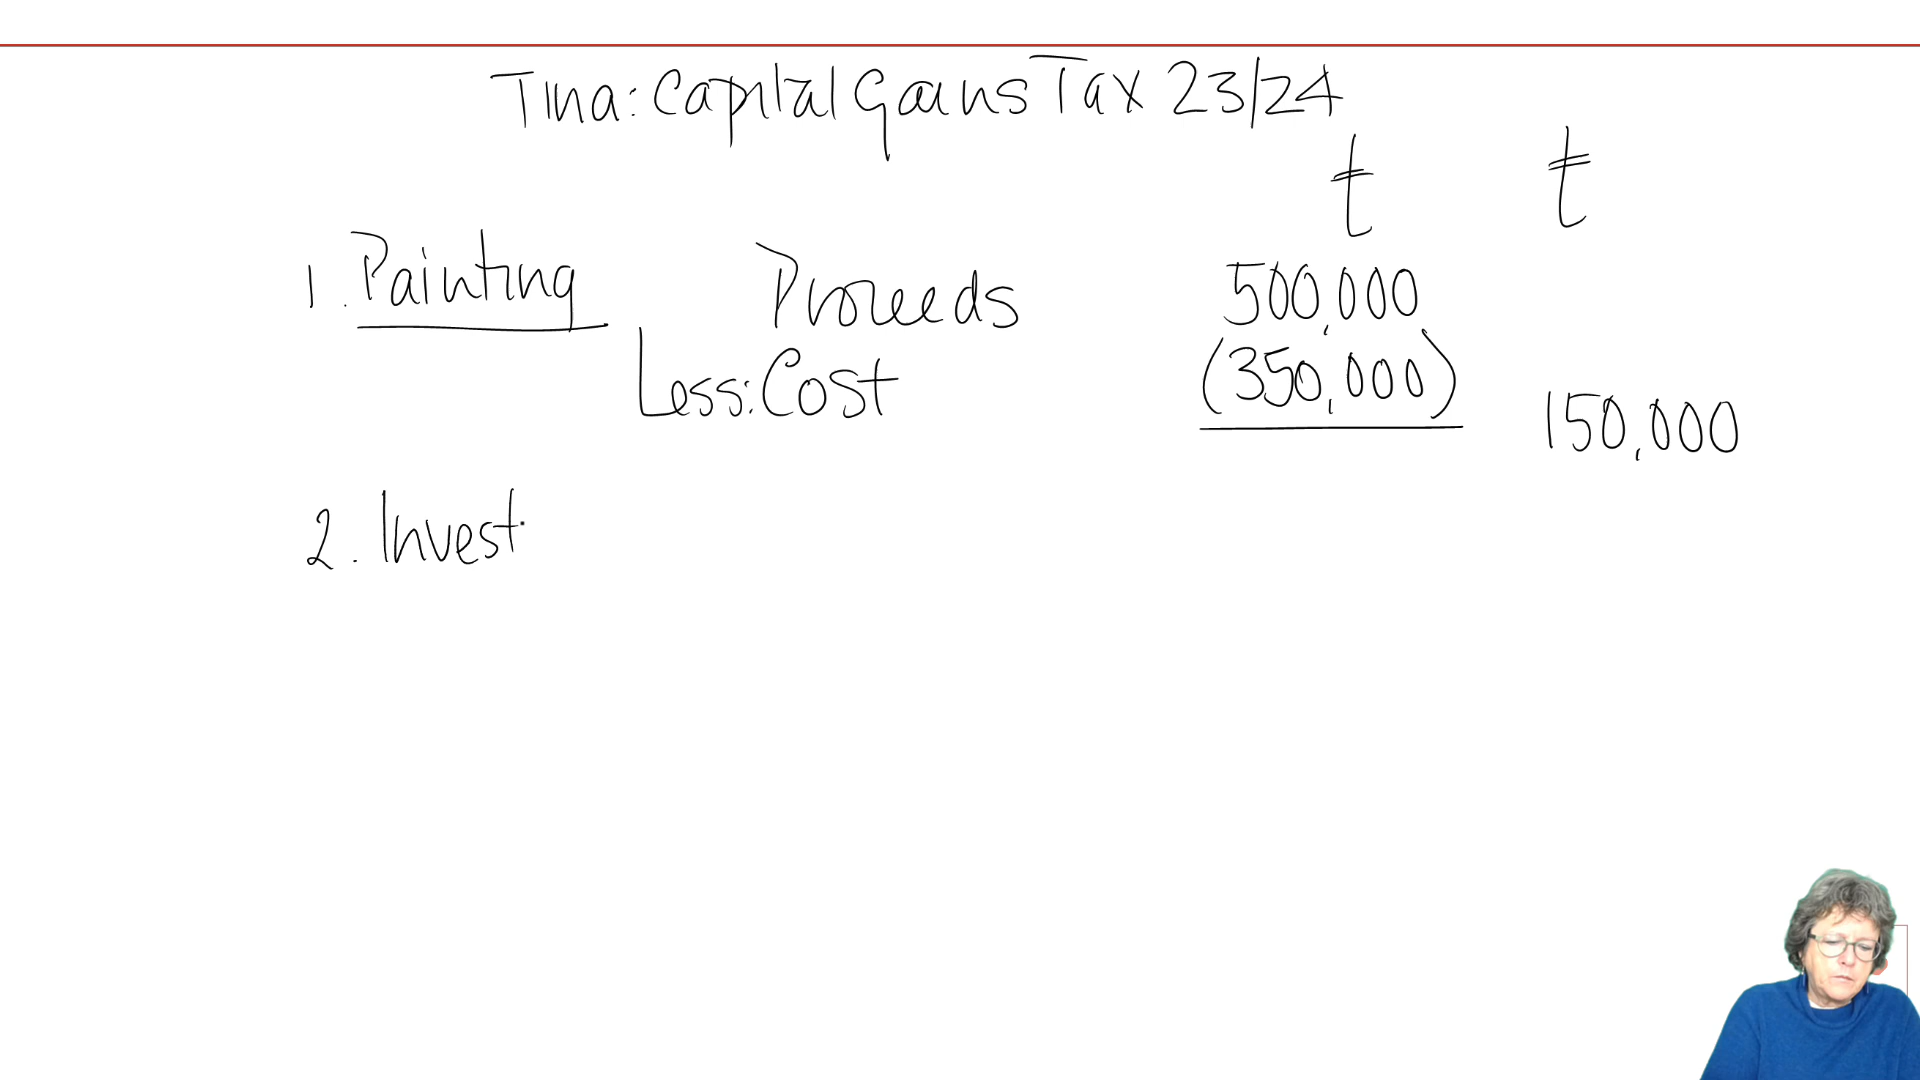 Tina: Capital Gains Tax 23/24
£ £
1. Painting Proceeds 500,000
Less: Cost (350,000) 150,000
2. Invest